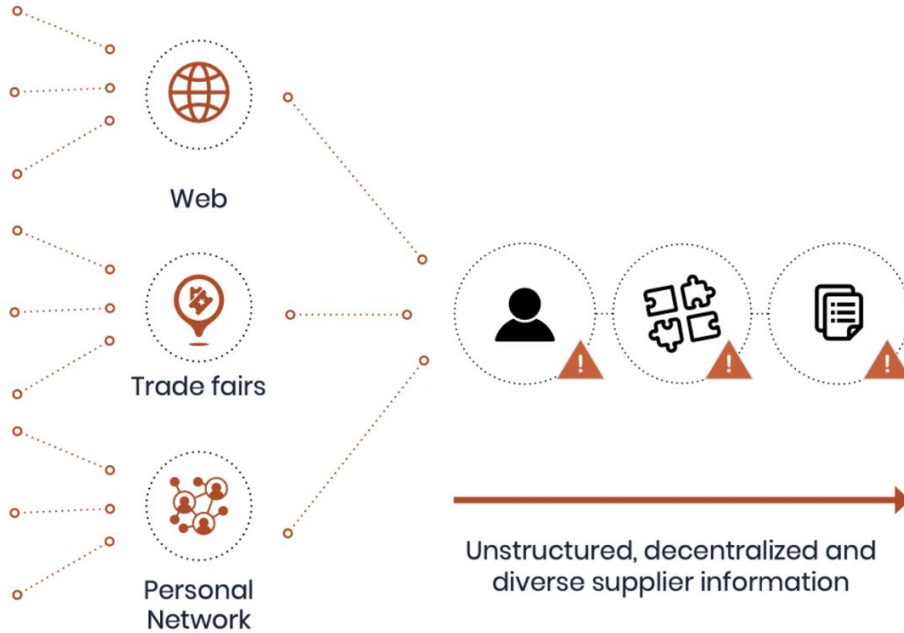 Web
Trade fairs
Personal
Network
Unstructured, decentralized and
diverse supplier information